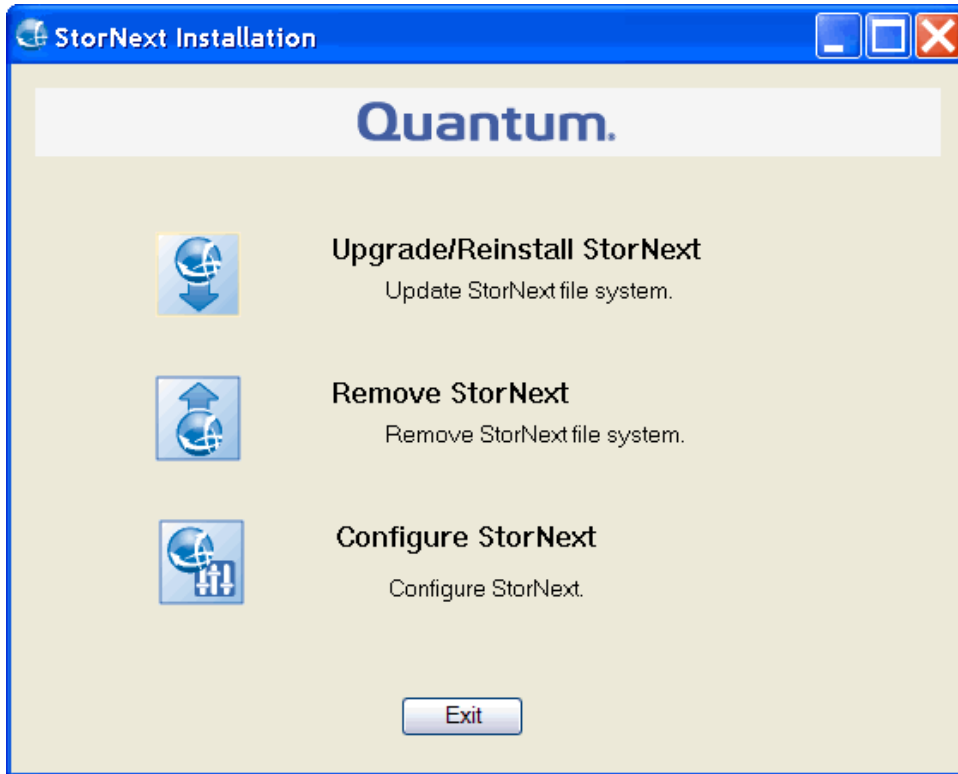 StorNext Installation
Quantum®
Upgrade/Reinstall StorNext
Update StorNext file system.
Remove StorNext
Remove StorNext file system.
Configure StorNext
Configure StorNext.
Exit